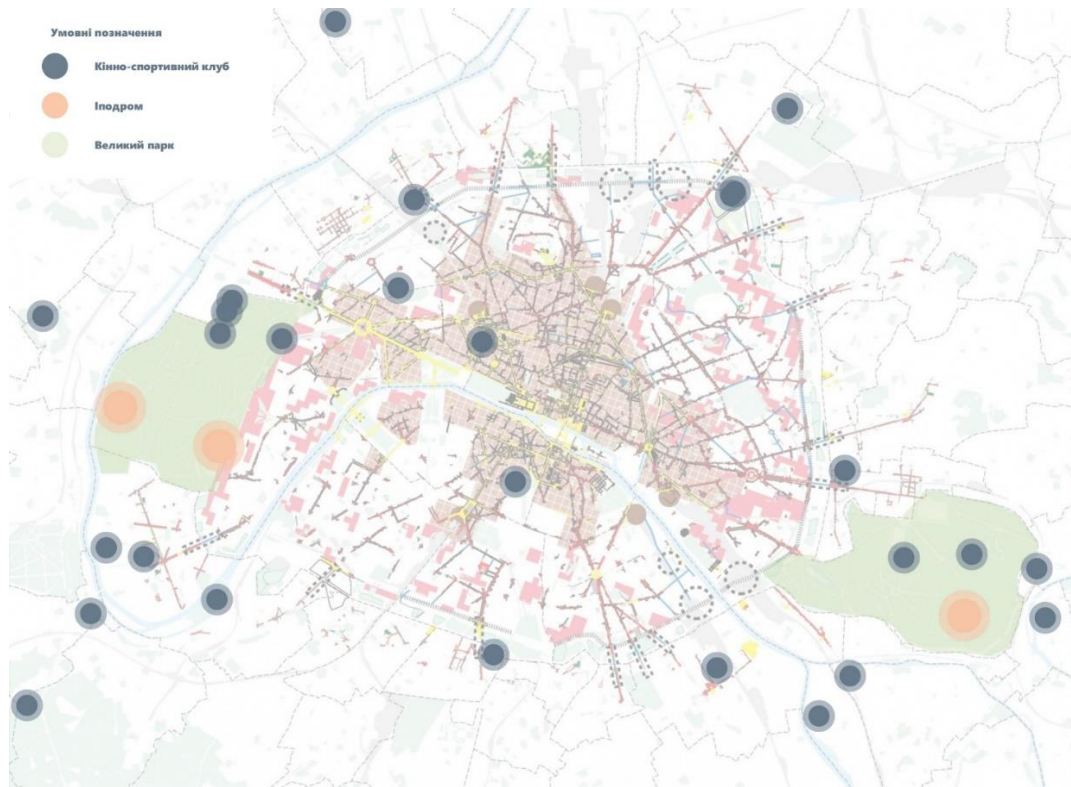 Умовні позначення
Кінно-спортивний клуб
Іподром
Великий парк